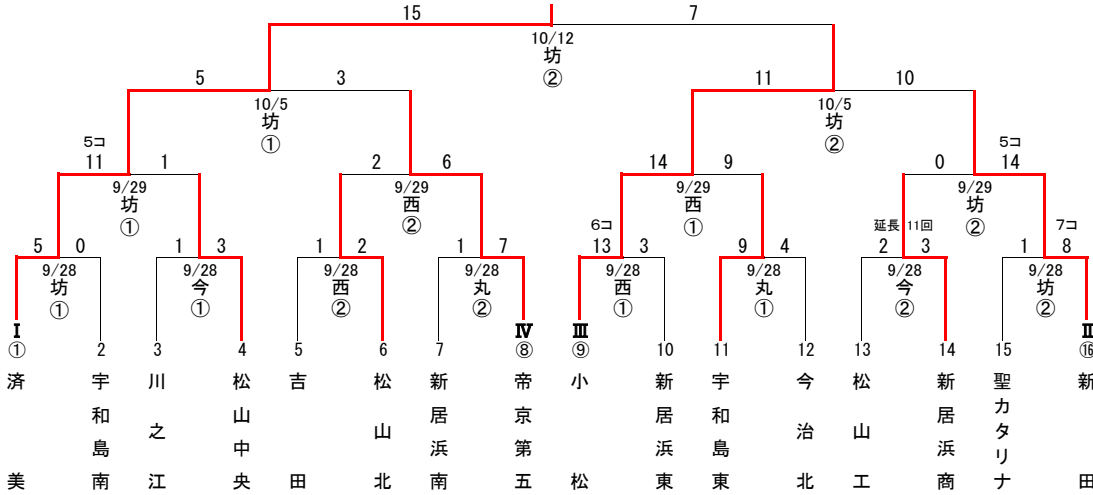 15 7
10/12
坊
②
5 3 11 10
10/5 10/5
坊 坊
① ②
5コ 5コ
11 1 2 6 14 9 0 14
9/29 9/29 9/29 9/29
坊 西 西 坊
① ② ① ②
6コ 延長 11回 7コ
5 0 1 3 1 2 1 7 13 3 9 4 2 3 1 8
9/28 9/28 9/28 9/28 9/28 9/28 9/28 9/28
坊 今 西 丸 西 丸 今 坊
① ① ② ② ① ① ② ②
Ⅰ Ⅳ Ⅲ Ⅱ
① 2 3 4 5 6 7 ⑧ ⑨ 10 11 12 13 14 15 ⑯
済美
宇和島南
川之江
松山中央
吉田
松山北
新居浜南
帝京第五
小松
新居浜東
宇和島東
今治北
松山工
新居浜商
聖カタリナ
新田